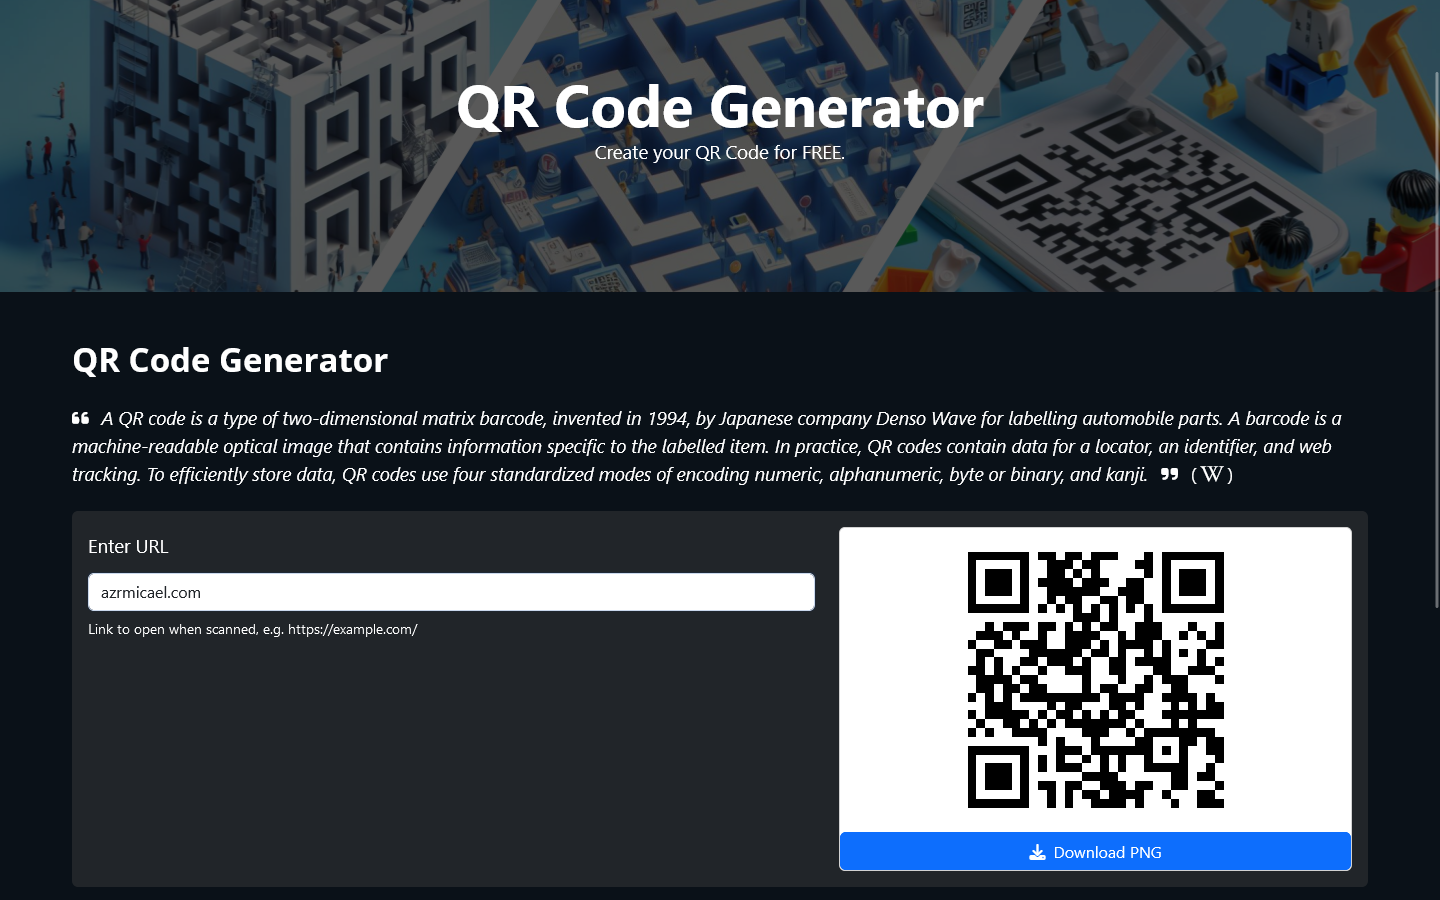 QR Code Generator
Create your QR Code for FREE.
QR Code Generator
❝ A QR code is a type of two-dimensional matrix barcode, invented in 1994, by Japanese company Denso Wave for labelling automobile parts. A barcode is a
machine-readable optical image that contains information specific to the labelled item. In practice, QR codes contain data for a locator, an identifier, and web
tracking. To efficiently store data, QR codes use four standardized modes of encoding numeric, alphanumeric, byte or binary, and kanji. ❞ (W)
Enter URL
azrmicael.com
Link to open when scanned, e.g. https://example.com/
Download PNG